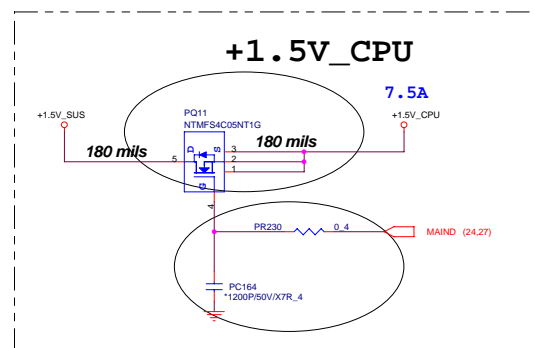 +1.5V_CPU
7.5A
+1.5V_SUS
PQ11
NTMFS4C05NT1G
+1.5V_CPU
180 mils
180 mils
D
S
G
5
3
2
1
4
PR230
0_4
MAIND (24,27)
PC164
*1200P/50V/X7R_4